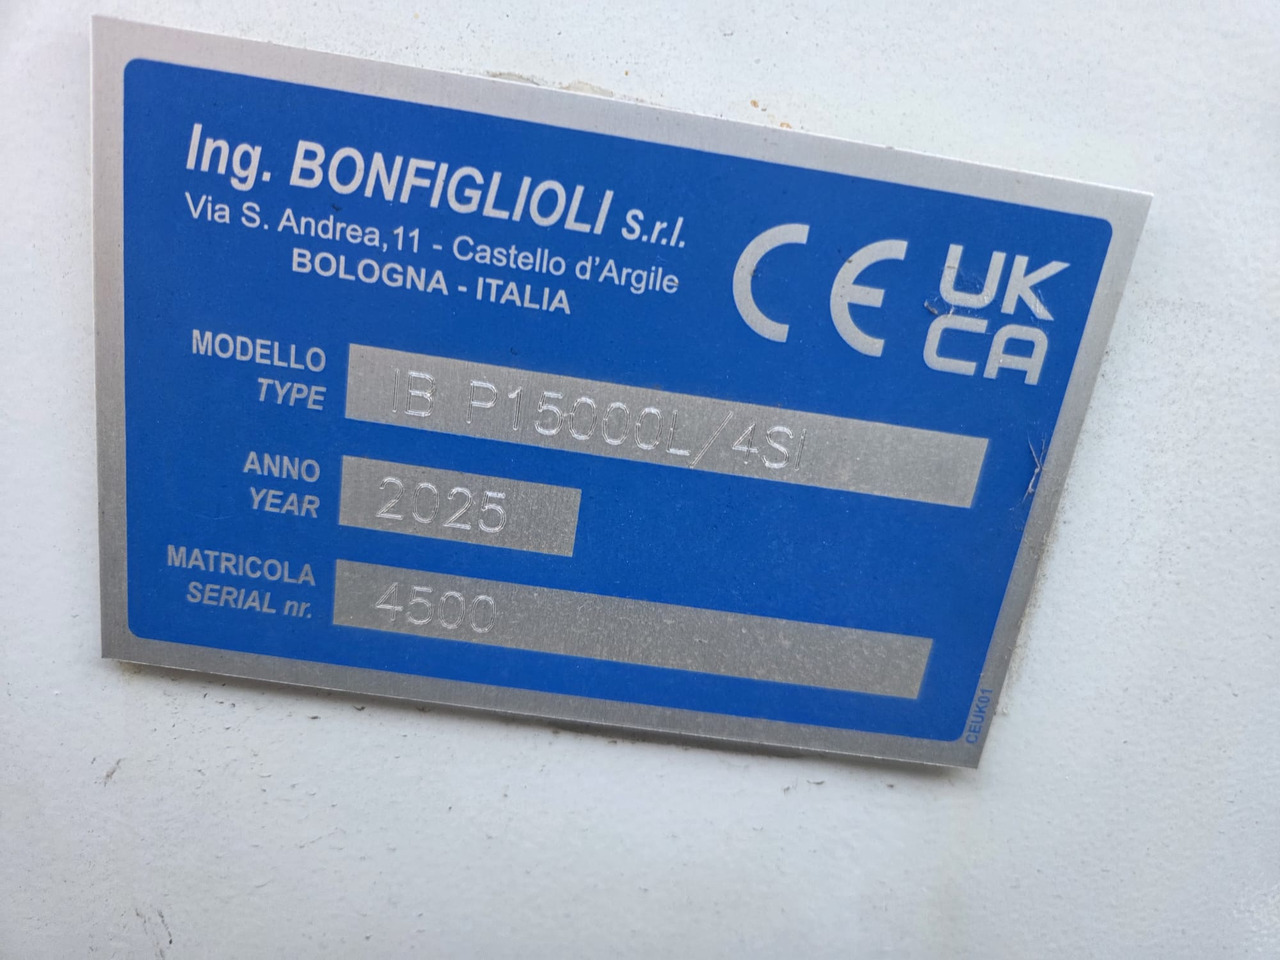 Ing. BONFIGLIOLI s.r.l.
Via S. Andrea,11 - Castello d'Argile
BOLOGNA - ITALIA
CE UK
CA
MODELLO
TYPE
IB P15000L/4SI
ANNO
YEAR
2025
MATRICOLA
SERIAL nr.
4500
CEUK01